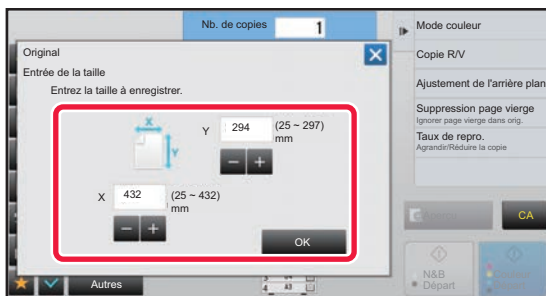 Nb. de copies 1
Original
Entrée de la taille
Entrez la taille à enregistrer.
X
Y
Y 294 (25 ~ 297)
mm
X 432 (25 ~ 432)
mm
OK
Autres
Mode couleur
Copie R/V
Ajustement de l'arrière plan
Suppression page vierge
Ignorer page vierge dans orig.
Taux de repro.
Agrandir/Réduire la copie
CA
N&B
Départ